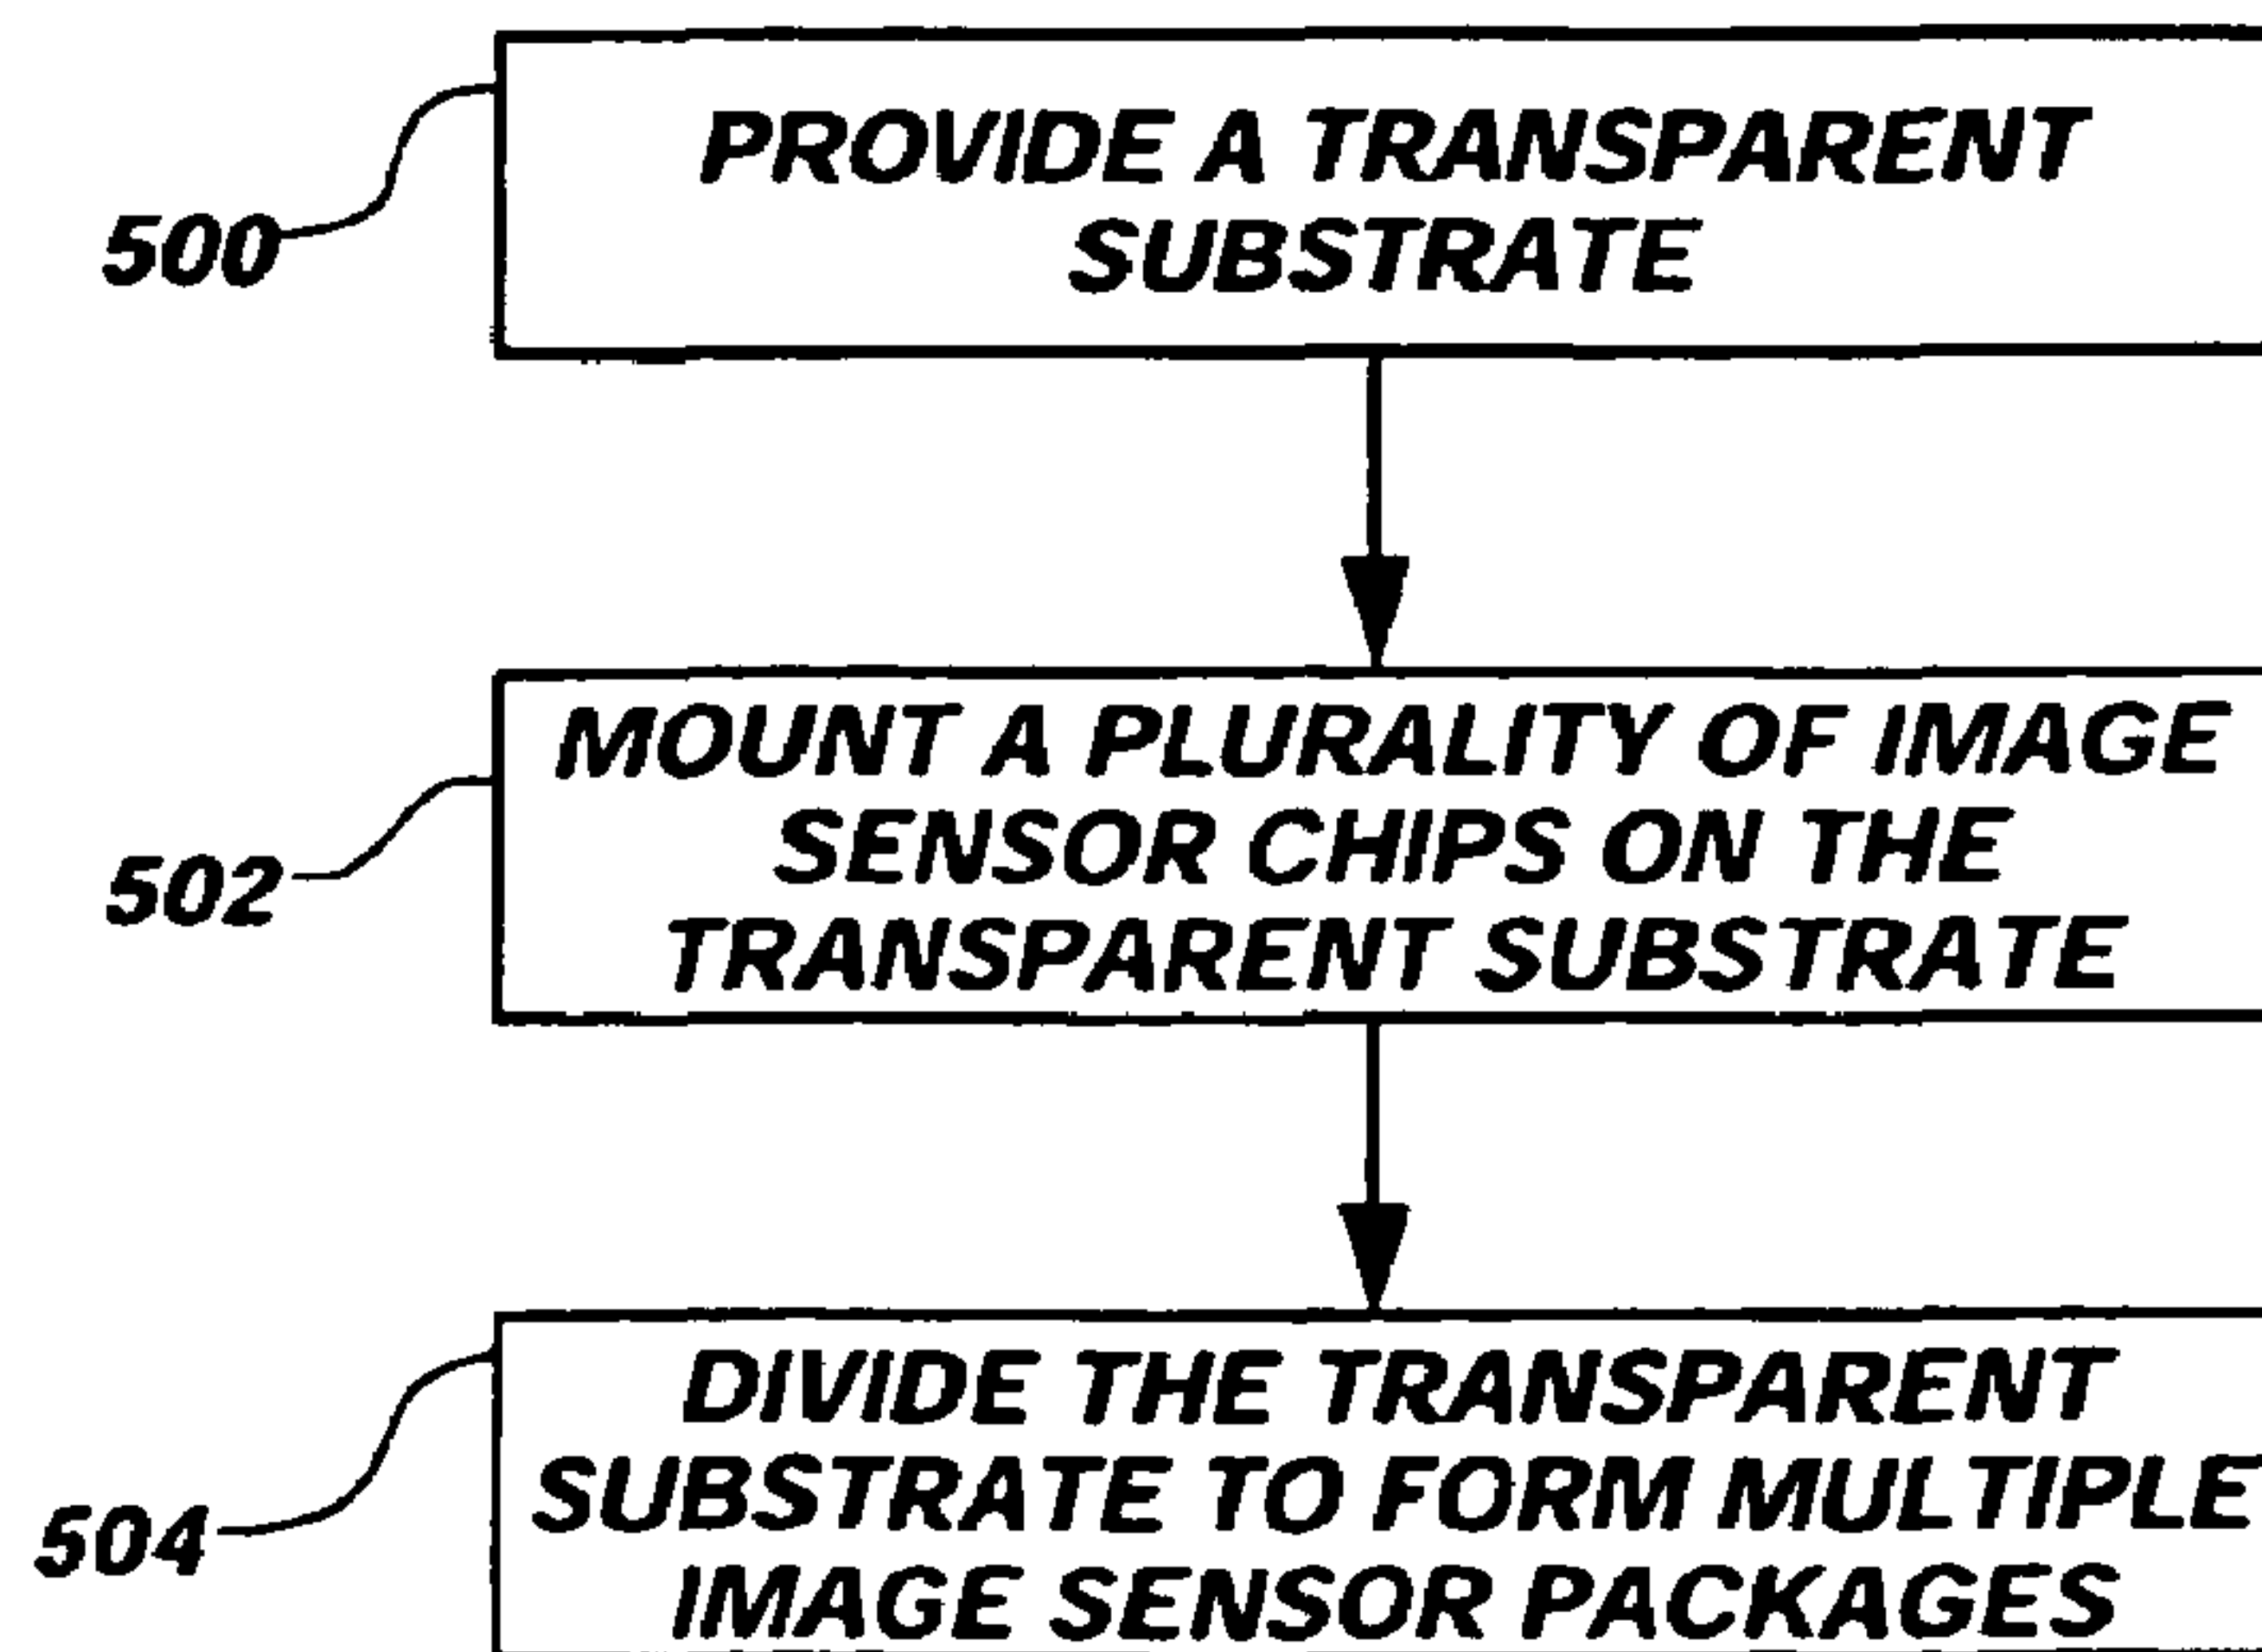 PROVIDE A TRANSPARENT
SUBSTRATE
500
MOUNT A PLURALITY OF IMAGE
SENSOR CHIPS ON THE
TRANSPARENT SUBSTRATE
502
DIVIDE THE TRANSPARENT
SUBSTRATE TO FORM MULTIPLE
IMAGE SENSOR PACKAGES
504